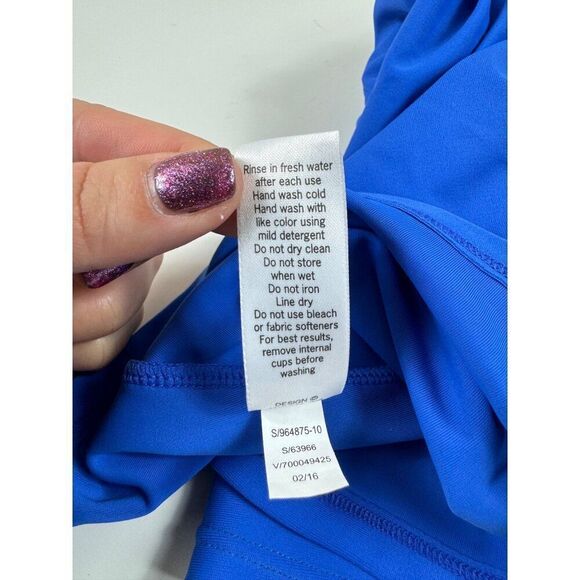 Rinse in fresh water
after each use
Hand wash cold
Hand wash with
like color using
mild detergent
Do not dry clean
Do not store
when wet
Do not iron
Line dry
Do not use bleach
or fabric softeners
For best results,
remove internal
cups before
washing
DESIGN ©
S/964875-10
S/63966
V/700049425
02/16